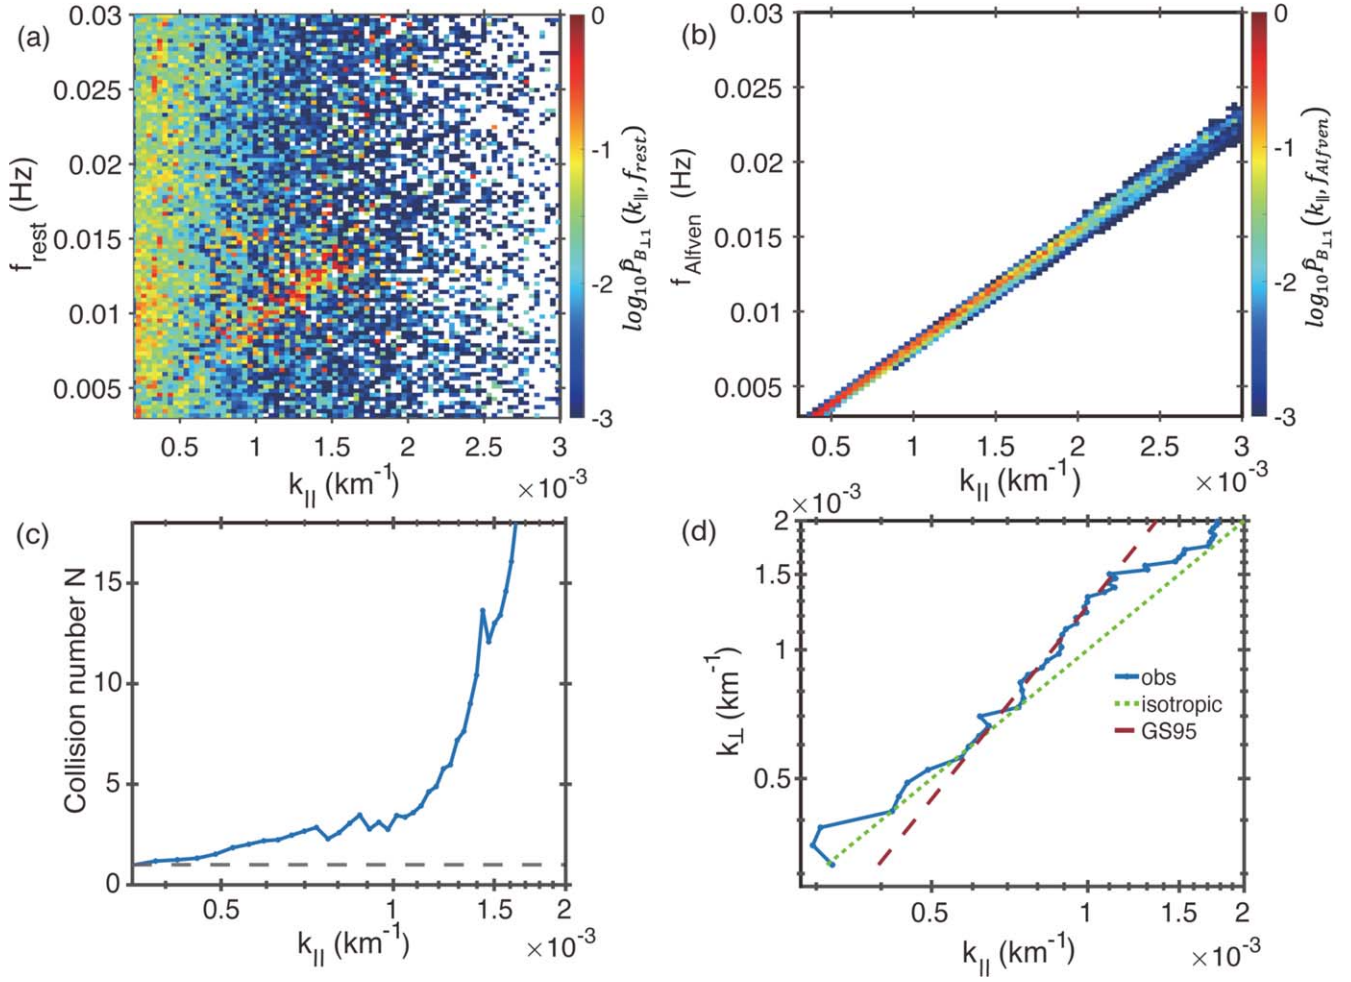 (a)
0.03
0.025
0.02
0.015
0.01
0.005
f_rest (Hz)
0.5 1 1.5 2 2.5 3
k_|| (km^-1) ×10^-3
0
-1
-2
-3
log_10 P̂_B⊥1 (k_∥, f_rest)
(b)
0.03
0.025
0.02
0.015
0.01
0.005
f_Alfven (Hz)
0.5 1 1.5 2 2.5 3
k_|| (km^-1) ×10^-3
0
-1
-2
-3
log_10 P̂_B⊥1 (k_∥, f_Alfven)
(c)
15
10
5
0
Collision number N
0.5 1 1.5 2
k_|| (km^-1) ×10^-3
(d)
×10^-3
2
1.5
1
0.5
k_⊥ (km^-1)
obs
isotropic
GS95
0.5 1 1.5 2
k_|| (km^-1) ×10^-3